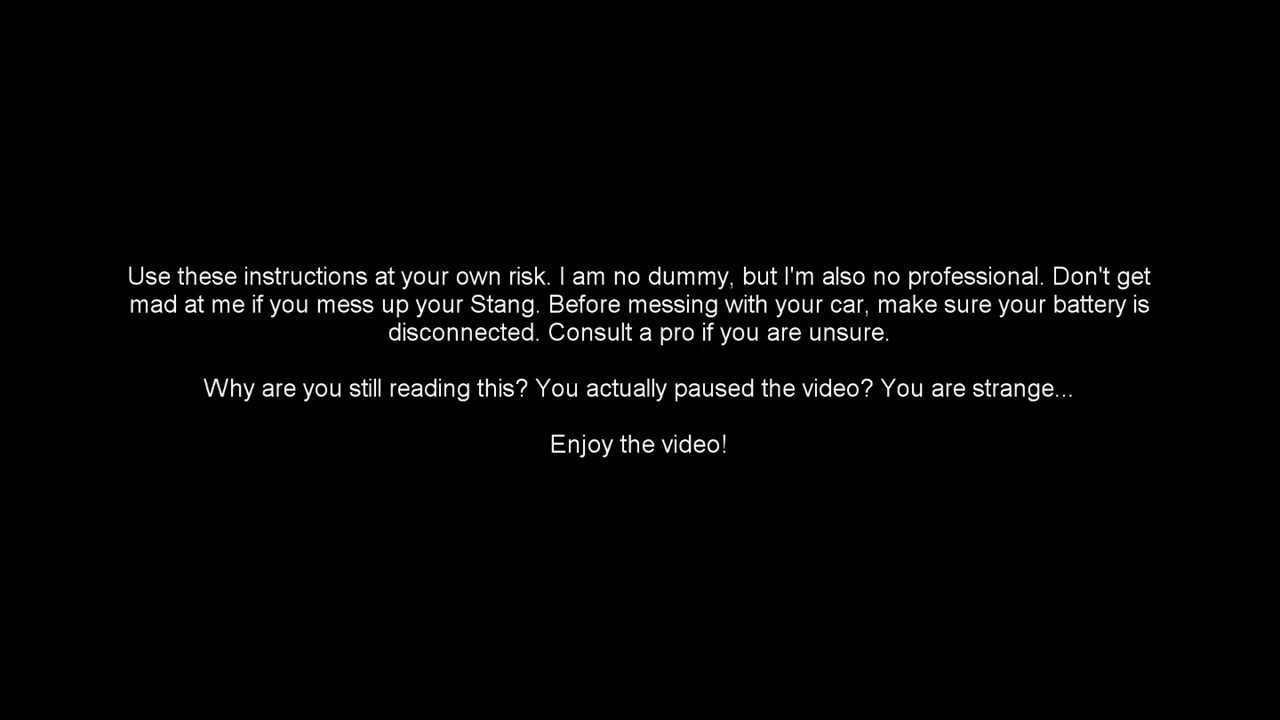 Use these instructions at your own risk. I am no dummy, but I'm also no professional. Don't get
mad at me if you mess up your Stang. Before messing with your car, make sure your battery is
disconnected. Consult a pro if you are unsure.
Why are you still reading this? You actually paused the video? You are strange...
Enjoy the video!